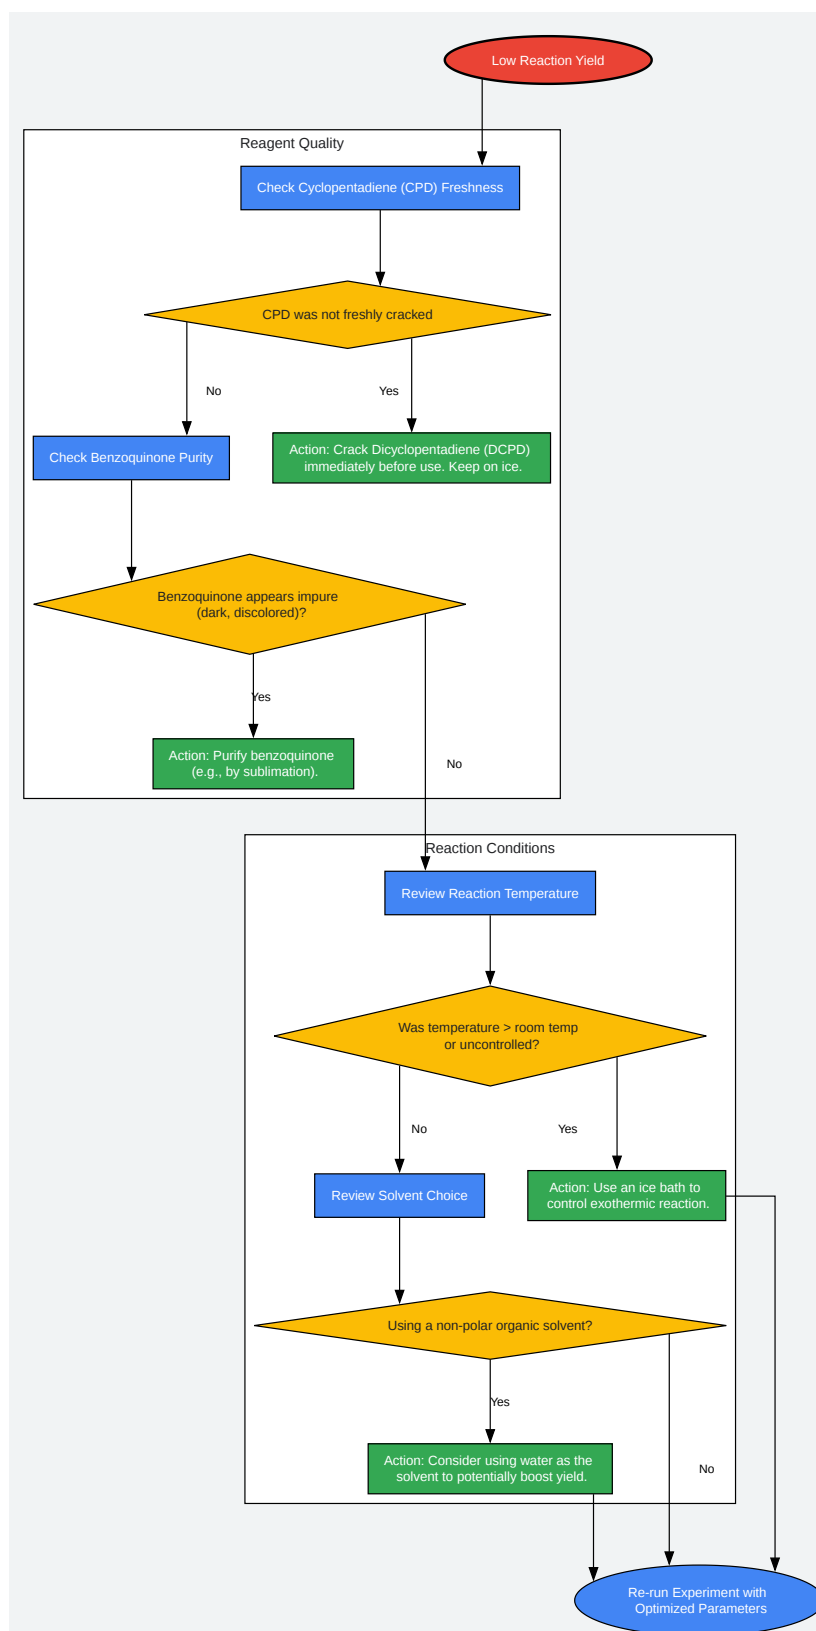 Low Reaction Yield
Reagent Quality
Check Cyclopentadiene (CPD) Freshness
CPD was not freshly cracked
No
Yes
Check Benzoquinone Purity
Action: Crack Dicyclopentadiene (DCPD)
immediately before use. Keep on ice.
Benzoquinone appears impure
(dark, discolored)?
Yes
Action: Purify benzoquinone
(e.g., by sublimation).
No
Reaction Conditions
Review Reaction Temperature
Was temperature > room temp
or uncontrolled?
No
Yes
Review Solvent Choice
Action: Use an ice bath to
control exothermic reaction.
Using a non-polar organic solvent?
Yes
Action: Consider using water as the
solvent to potentially boost yield.
No
Re-run Experiment with
Optimized Parameters